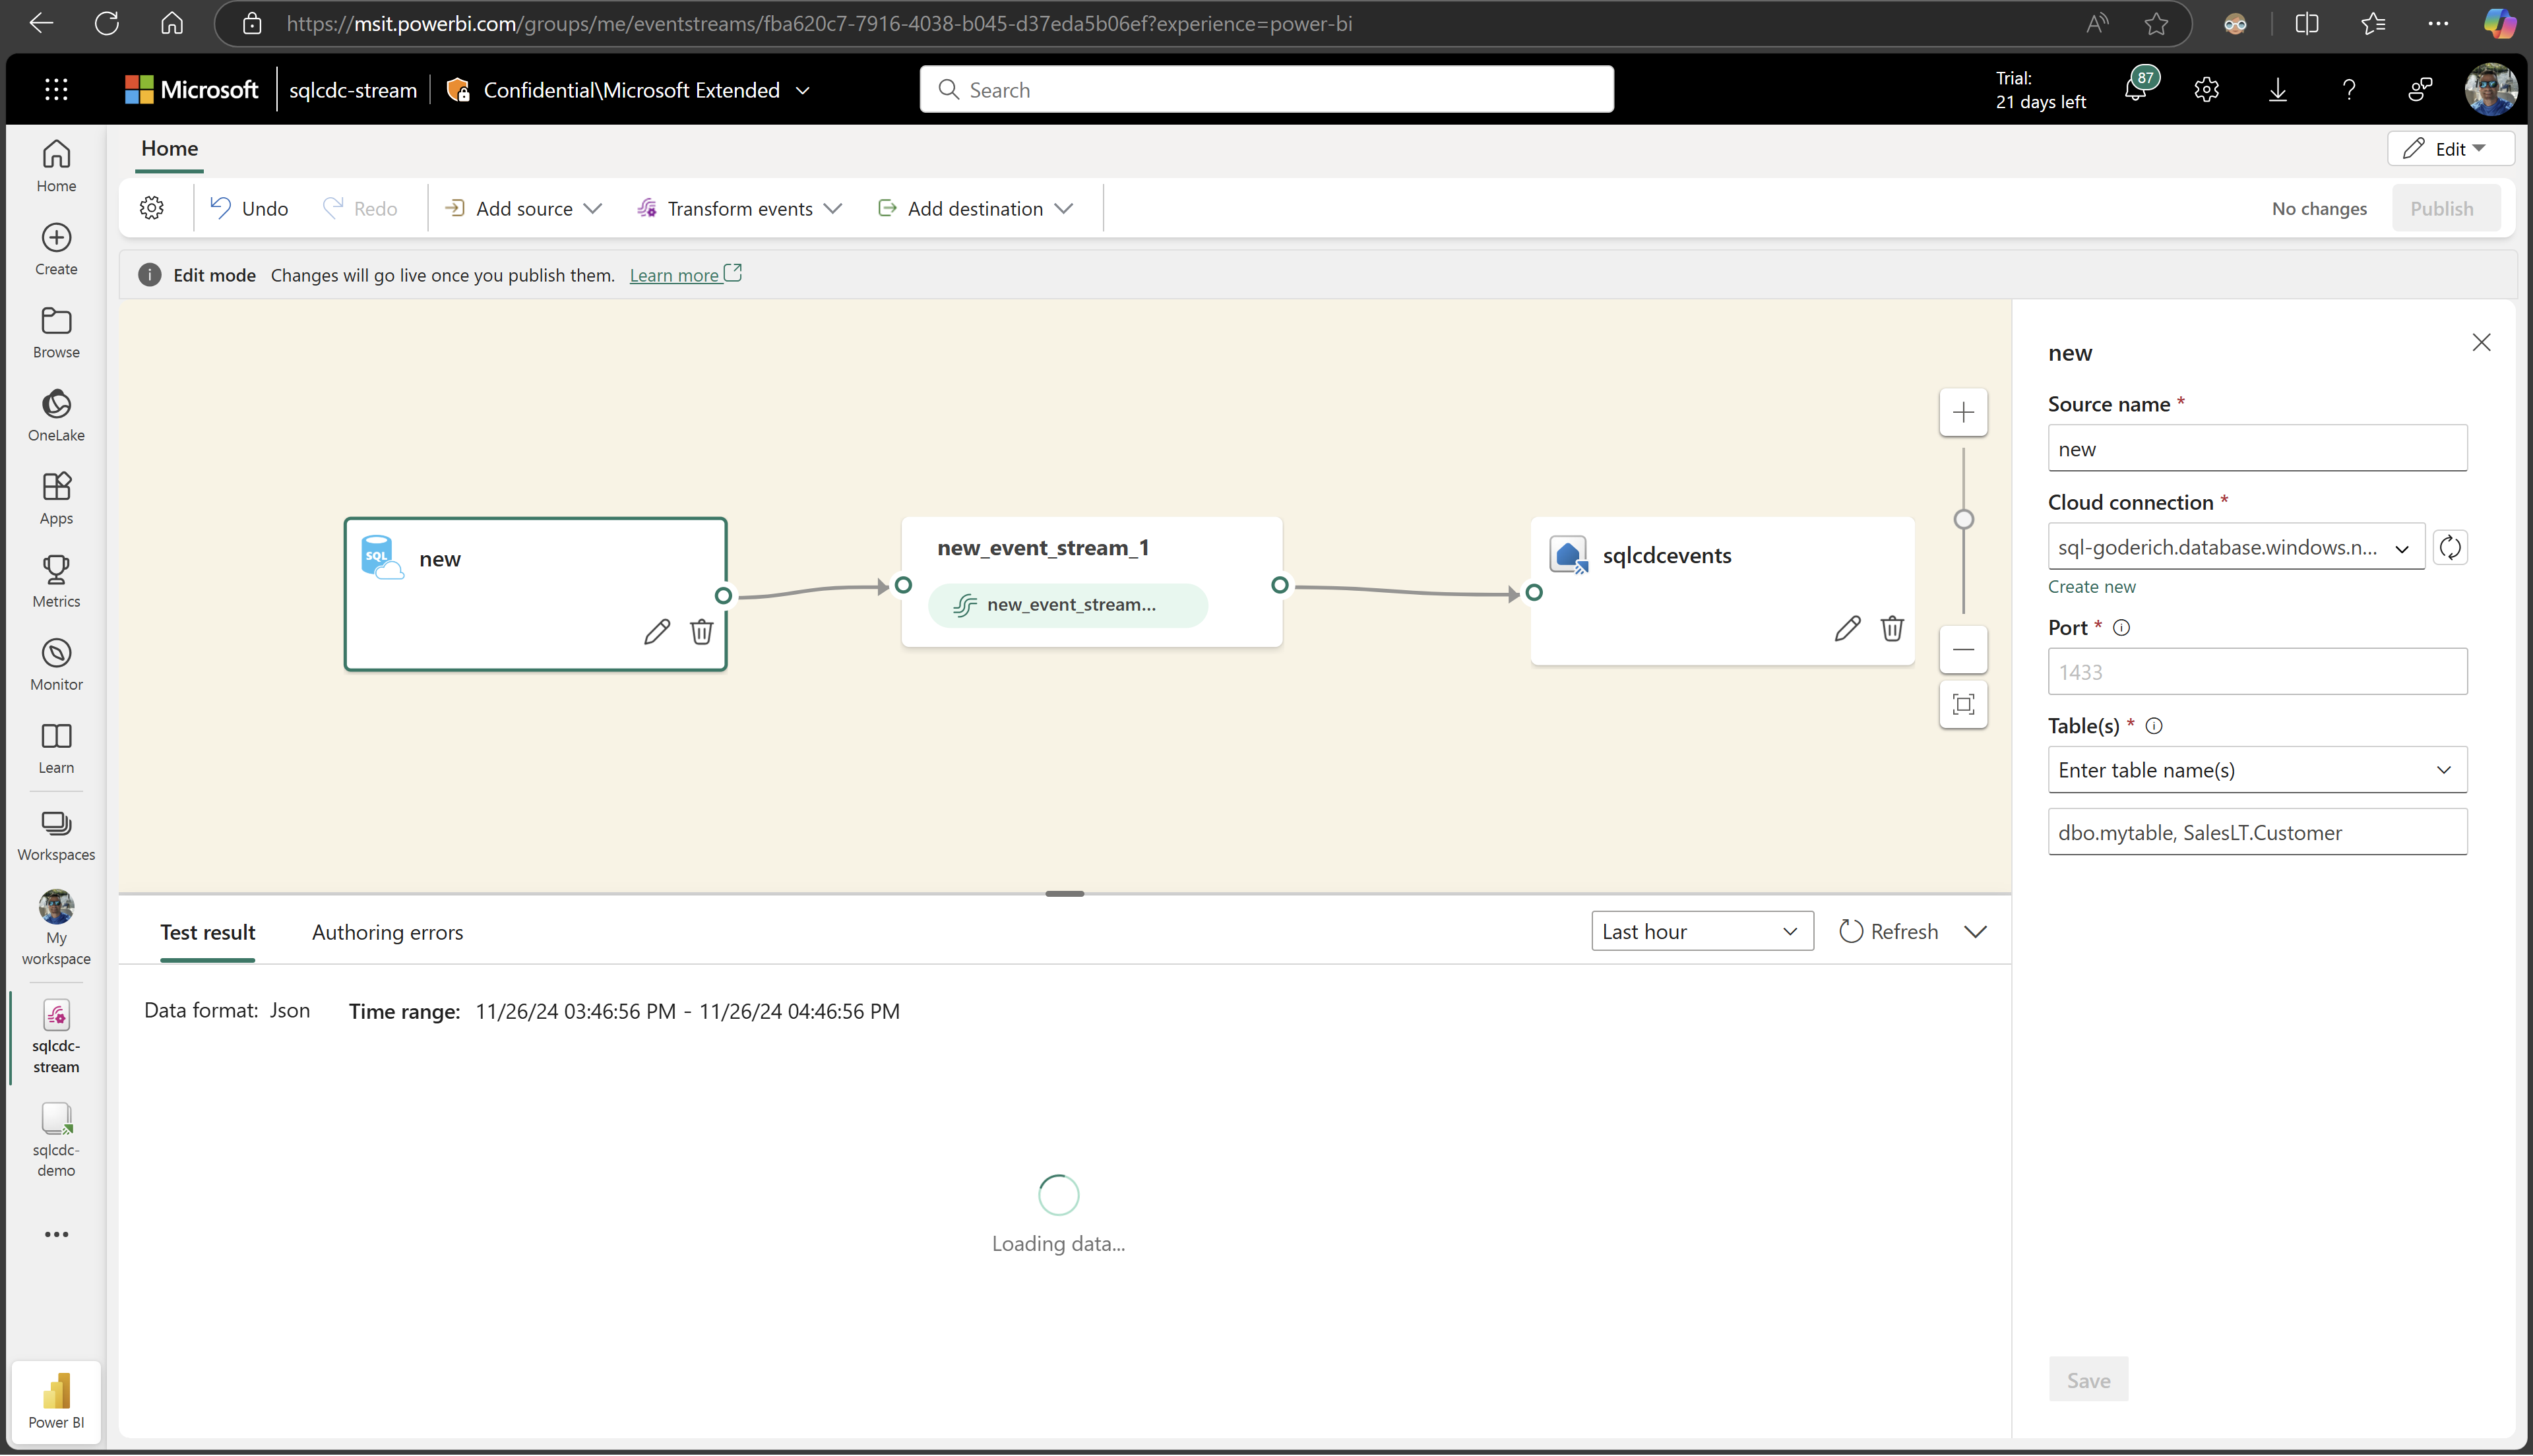 https://msit.powerbi.com/groups/me/eventstreams/fba620c7-7916-4038-b045-d37eda5b06ef?experience=power-bi
Microsoft
sqlcdc-stream
Confidential\Microsoft Extended
Search
Trial:
21 days left
87
Home
Edit
Undo
Redo
Add source
Transform events
Add destination
No changes
Publish
Edit mode Changes will go live once you publish them. Learn more
Home
Create
Browse
OneLake
Apps
Metrics
Monitor
Learn
Workspaces
My
workspace
sqlcdc-
stream
sqlcdc-
demo
Power BI
SQL
new
new_event_stream_1
new_event_stream...
sqlcdcevents
new
Source name *
new
Cloud connection *
sql-goderich.database.windows.n...
Create new
Port *
1433
Table(s) *
Enter table name(s)
dbo.mytable, SalesLT.Customer
Save
Test result
Authoring errors
Last hour
Refresh
Data format: Json
Time range: 11/26/24 03:46:56 PM - 11/26/24 04:46:56 PM
Loading data...